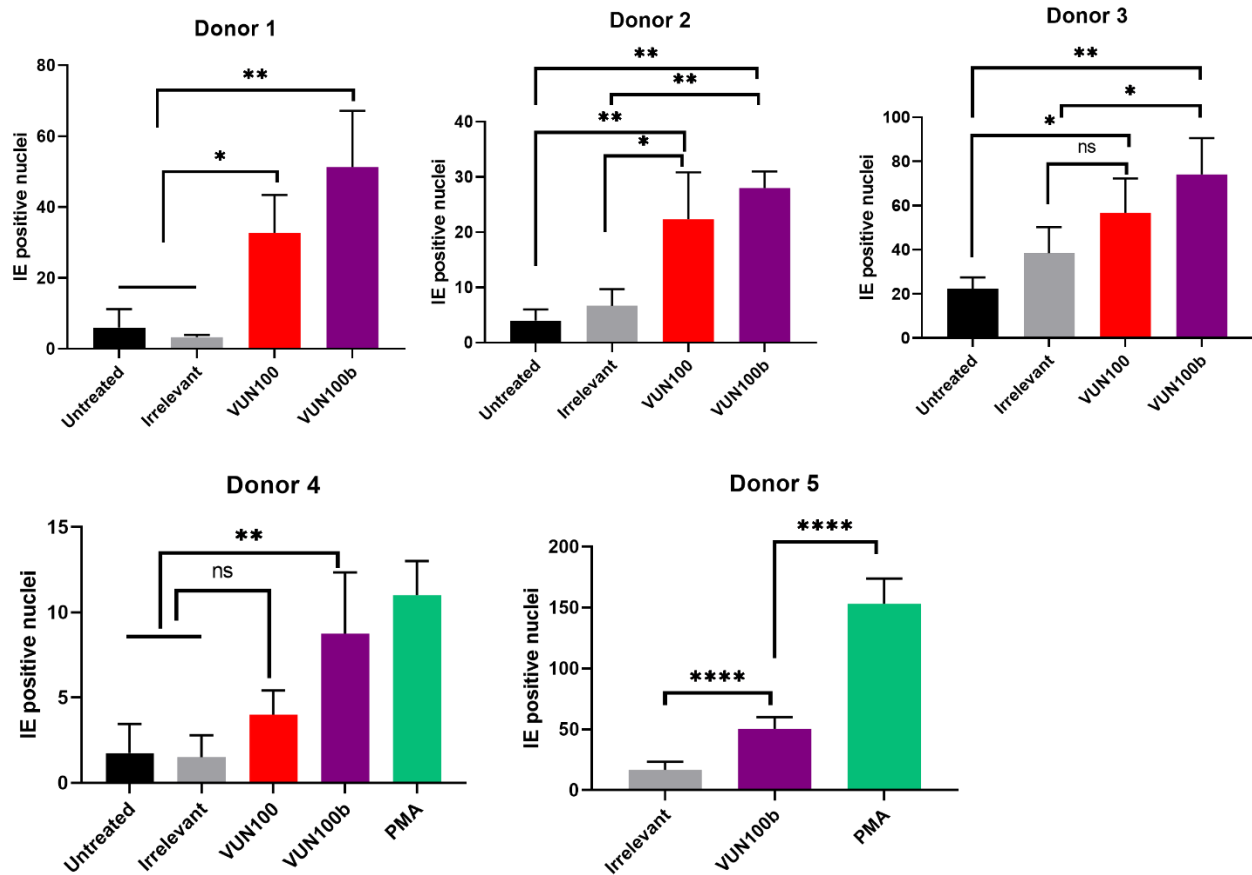 Donor 1
IE positive nuclei
80
60
40
20
0
**
*
Untreated
Irrelevant
VUN100
VUN100b
Donor 2
IE positive nuclei
40
30
20
10
0
**
**
**
*
Untreated
Irrelevant
VUN100
VUN100b
Donor 3
IE positive nuclei
100
80
60
40
20
0
**
*
*
ns
Untreated
Irrelevant
VUN100
VUN100b
Donor 4
IE positive nuclei
15
10
5
0
**
ns
Untreated
Irrelevant
VUN100
VUN100b
PMA
Donor 5
IE positive nuclei
200
150
100
50
0
****
****
Irrelevant
VUN100b
PMA